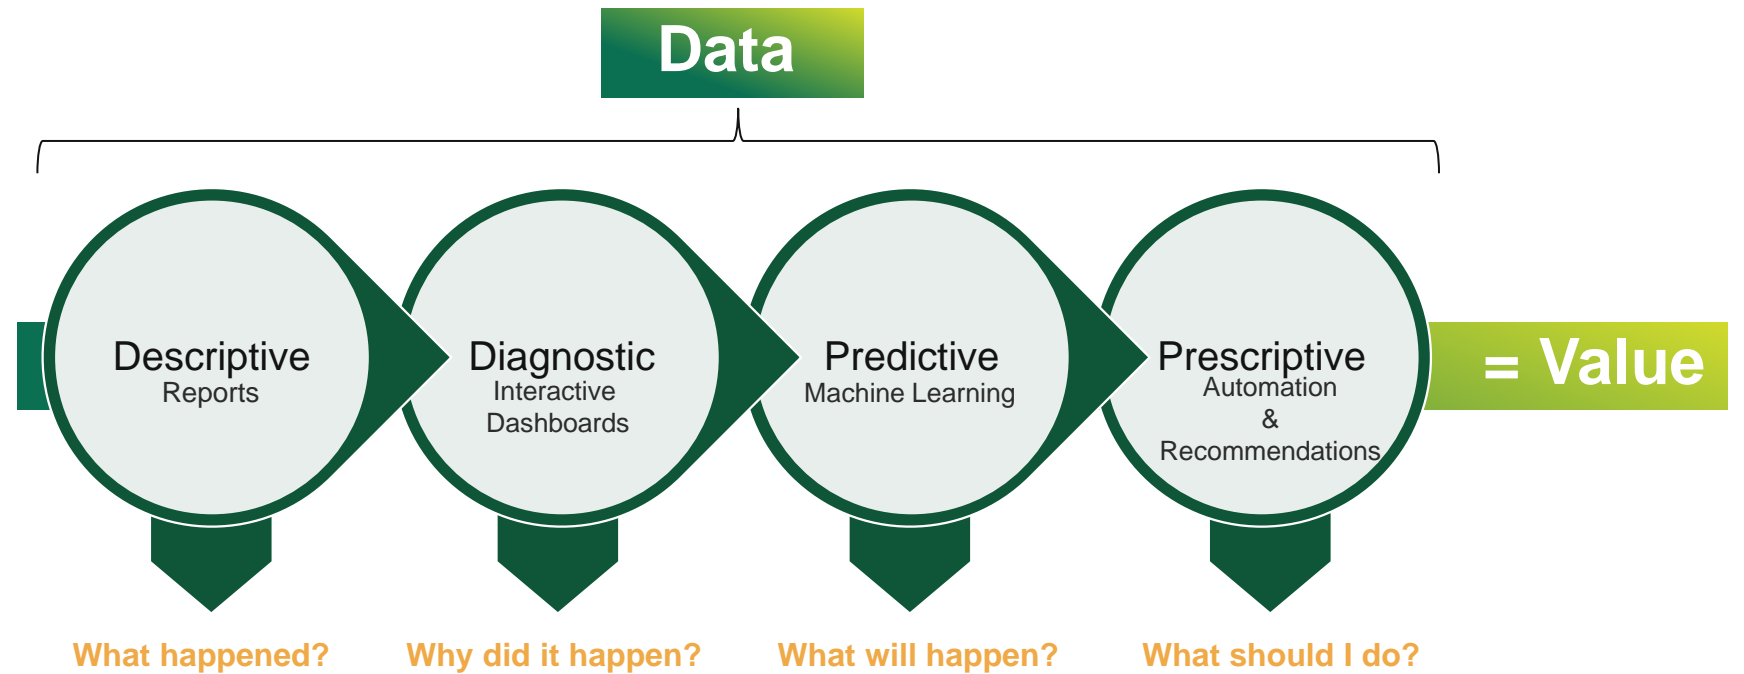 Data
Descriptive
Reports
Diagnostic
Interactive
Dashboards
Predictive
Machine Learning
Prescriptive
Automation
&
Recommendations
= Value
What happened?
Why did it happen?
What will happen?
What should I do?